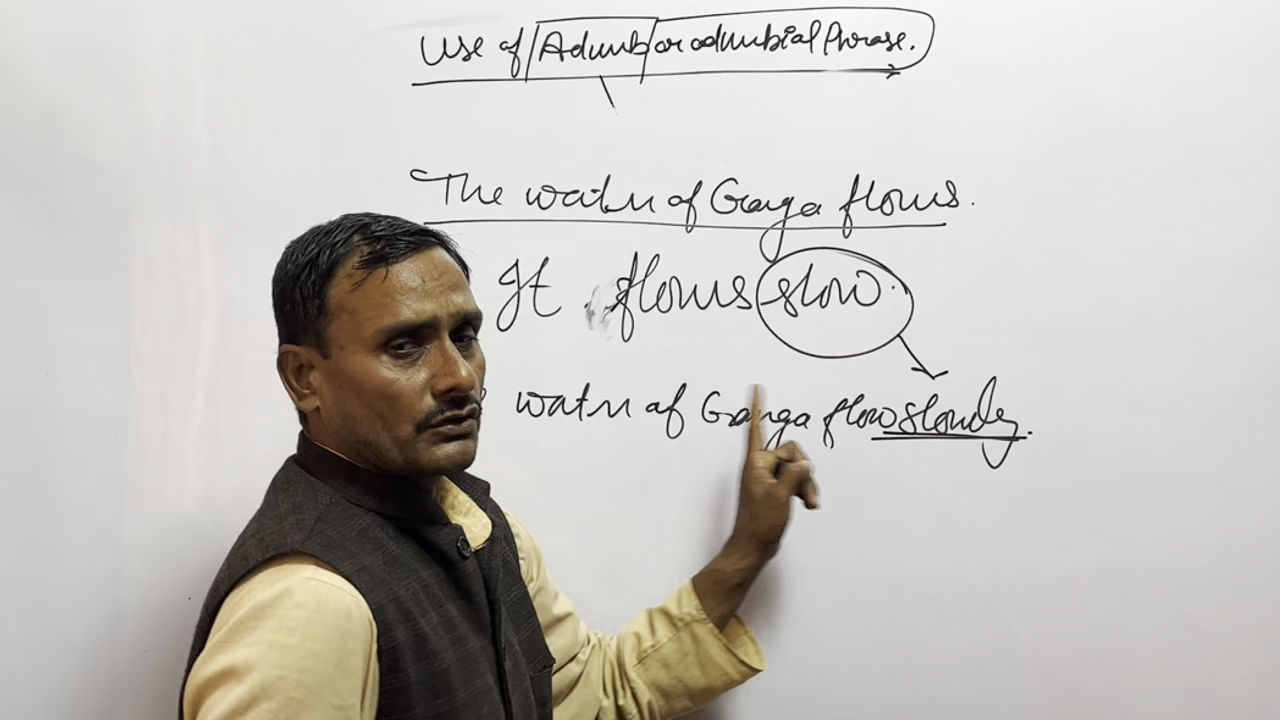 Use of Adverb or adverbial Phrase.
The water of Ganga flows.
It flows slow.
water of Ganga flow slowly.